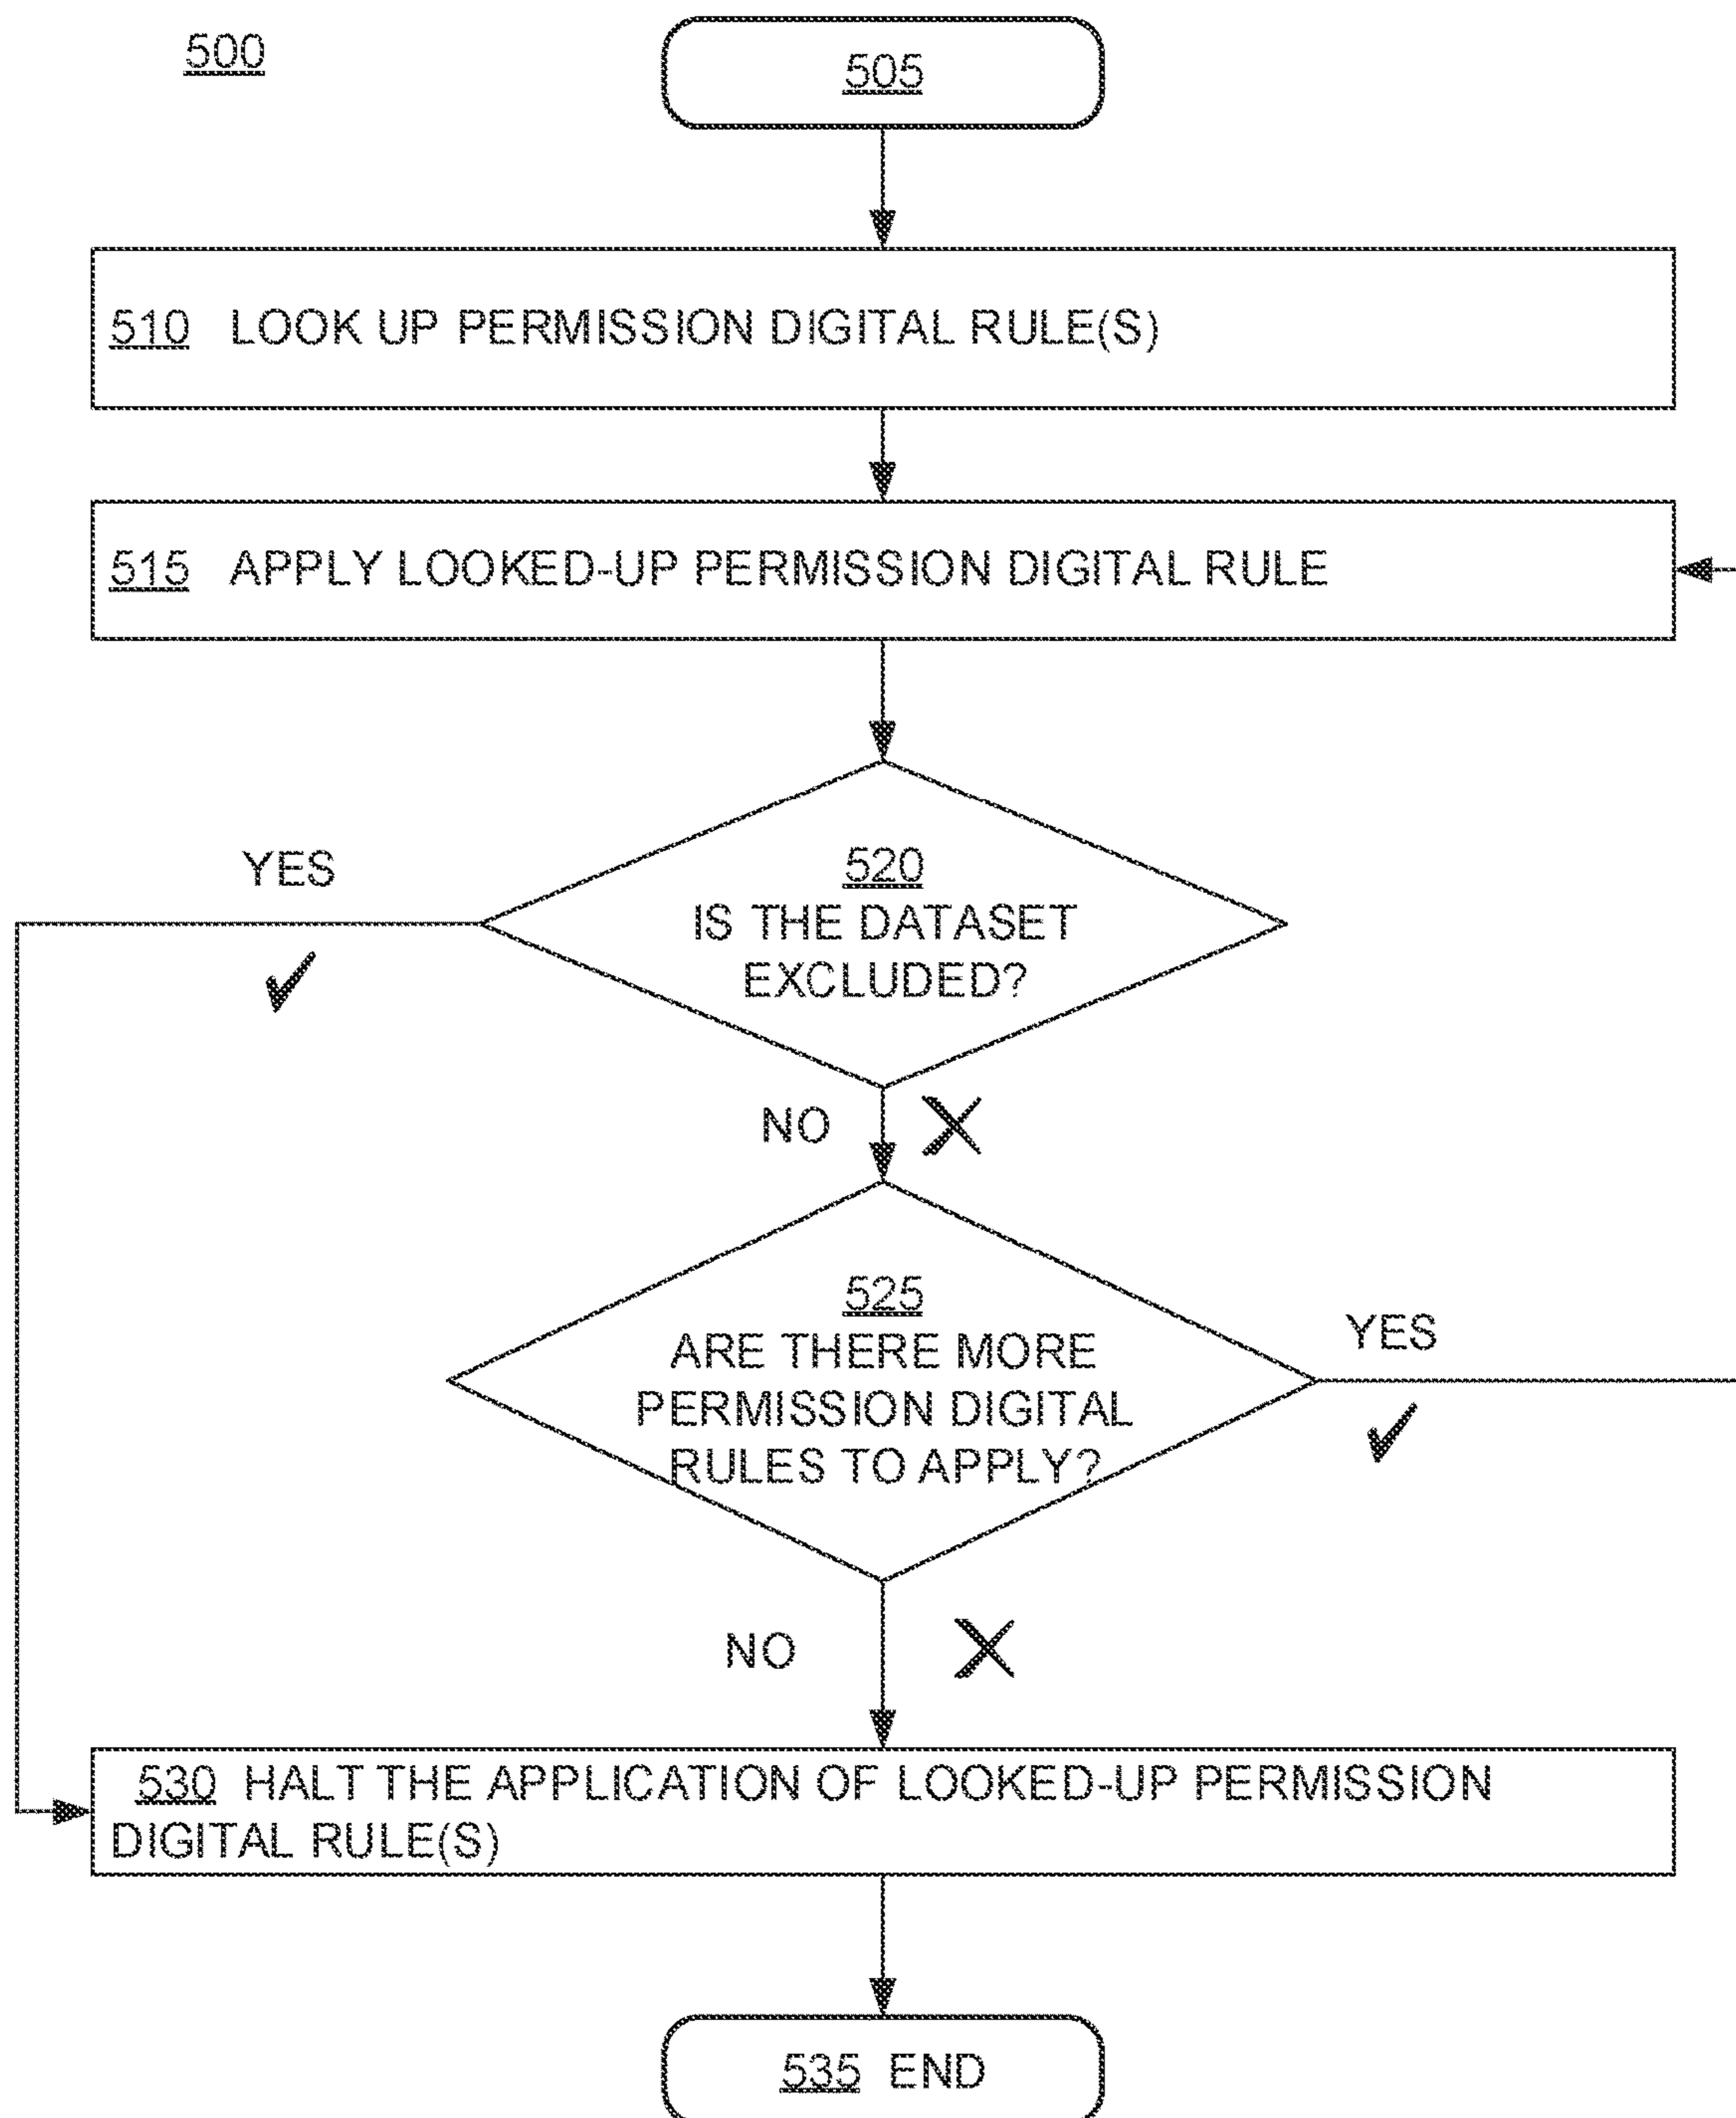 500
505
510 LOOK UP PERMISSION DIGITAL RULE(S)
515 APPLY LOOKED-UP PERMISSION DIGITAL RULE
520
IS THE DATASET
EXCLUDED?
YES
NO
525
ARE THERE MORE
PERMISSION DIGITAL
RULES TO APPLY?
YES
NO
530 HALT THE APPLICATION OF LOOKED-UP PERMISSION
DIGITAL RULE(S)
535 END